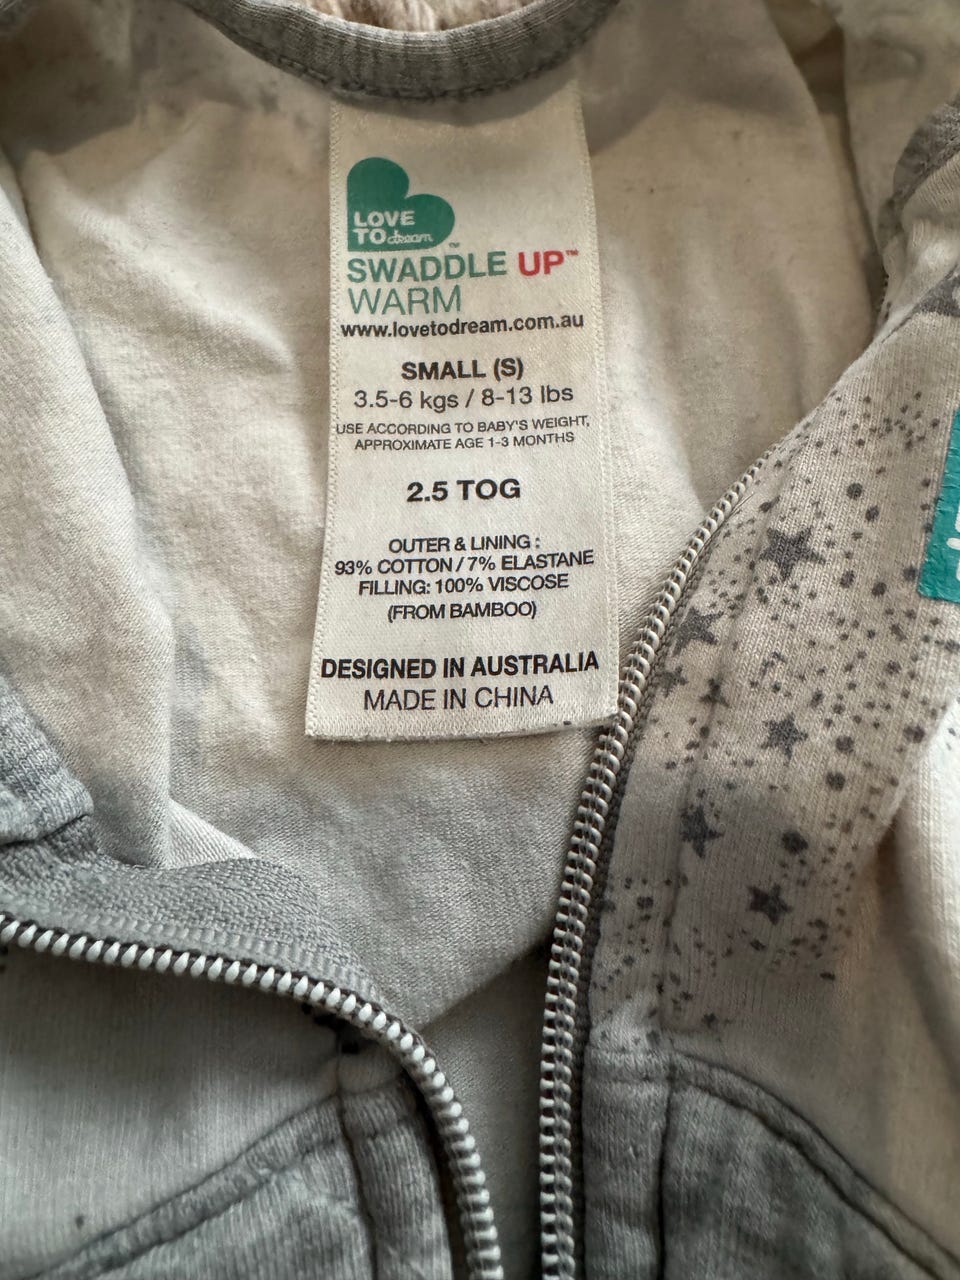 LOVE
TO dream™
SWADDLE UP™
WARM
www.lovetodream.com.au
SMALL (S)
3.5-6 kgs / 8-13 lbs
USE ACCORDING TO BABY'S WEIGHT,
APPROXIMATE AGE 1-3 MONTHS
2.5 TOG
OUTER & LINING :
93% COTTON / 7% ELASTANE
FILLING: 100% VISCOSE
(FROM BAMBOO)
DESIGNED IN AUSTRALIA
MADE IN CHINA